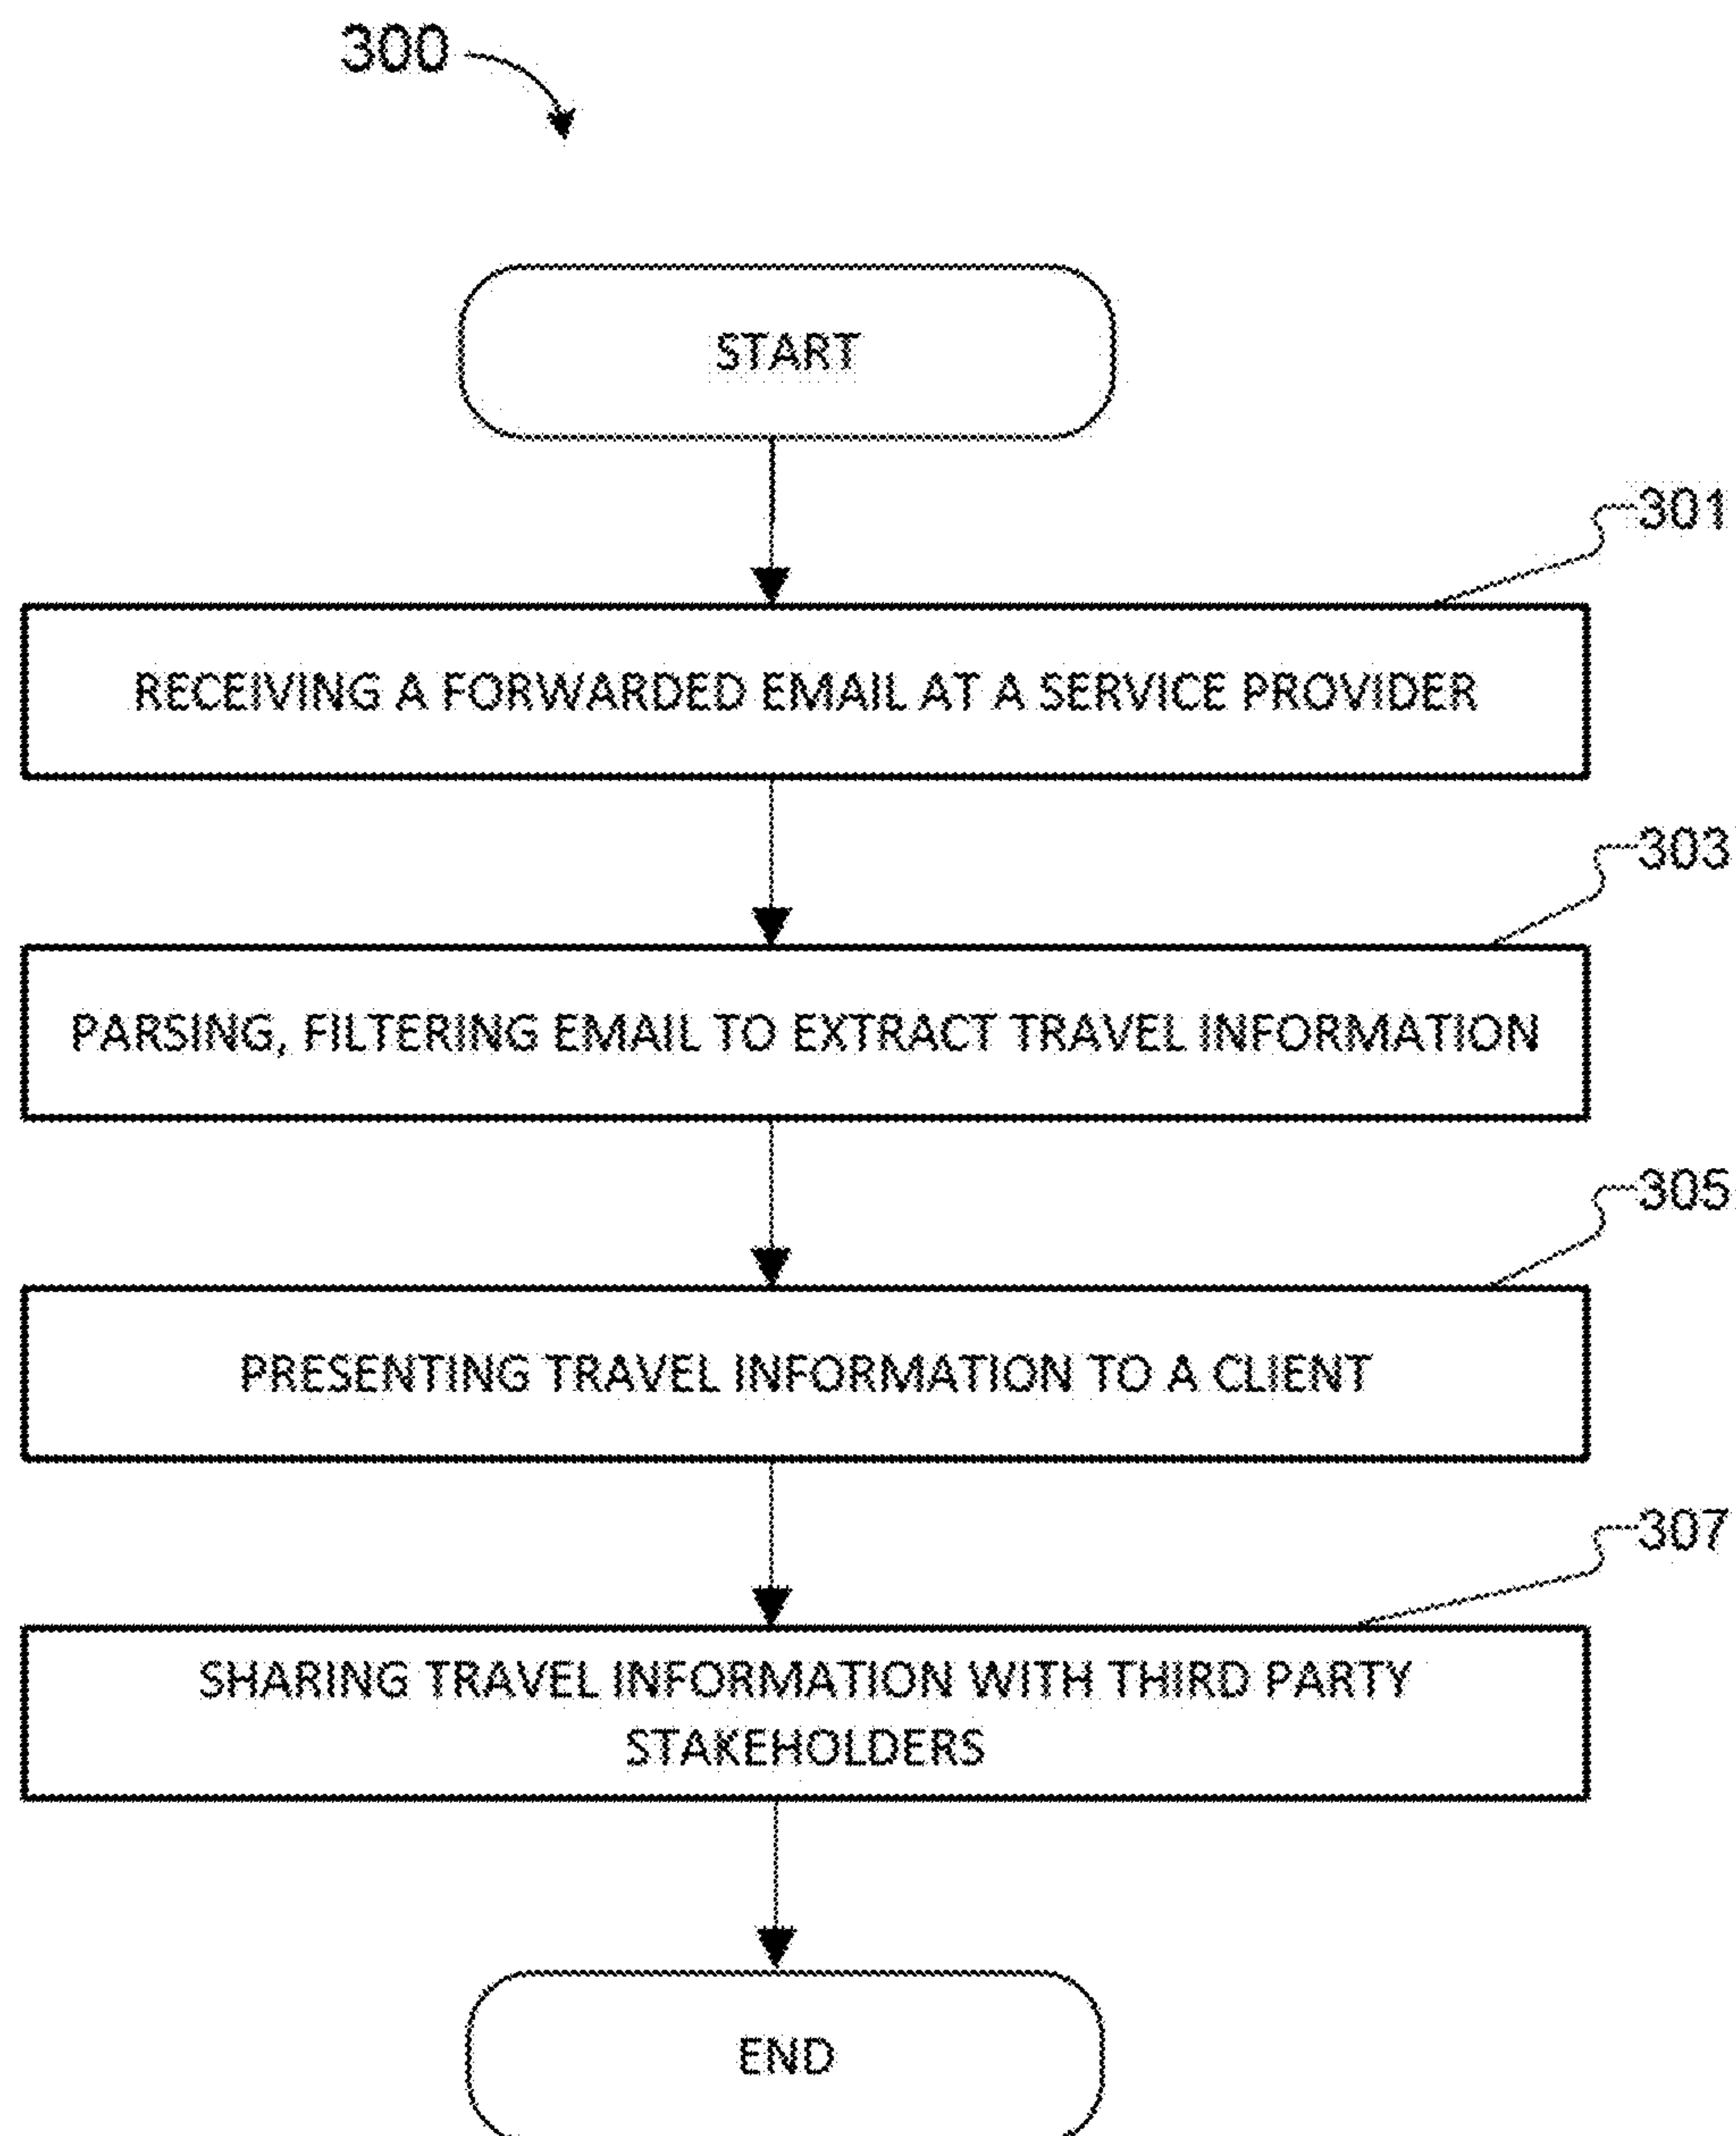 300
START
301
RECEIVING A FORWARDED EMAIL AT A SERVICE PROVIDER
303
PARSING, FILTERING EMAIL TO EXTRACT TRAVEL INFORMATION
305
PRESENTING TRAVEL INFORMATION TO A CLIENT
307
SHARING TRAVEL INFORMATION WITH THIRD PARTY
STAKEHOLDERS
END